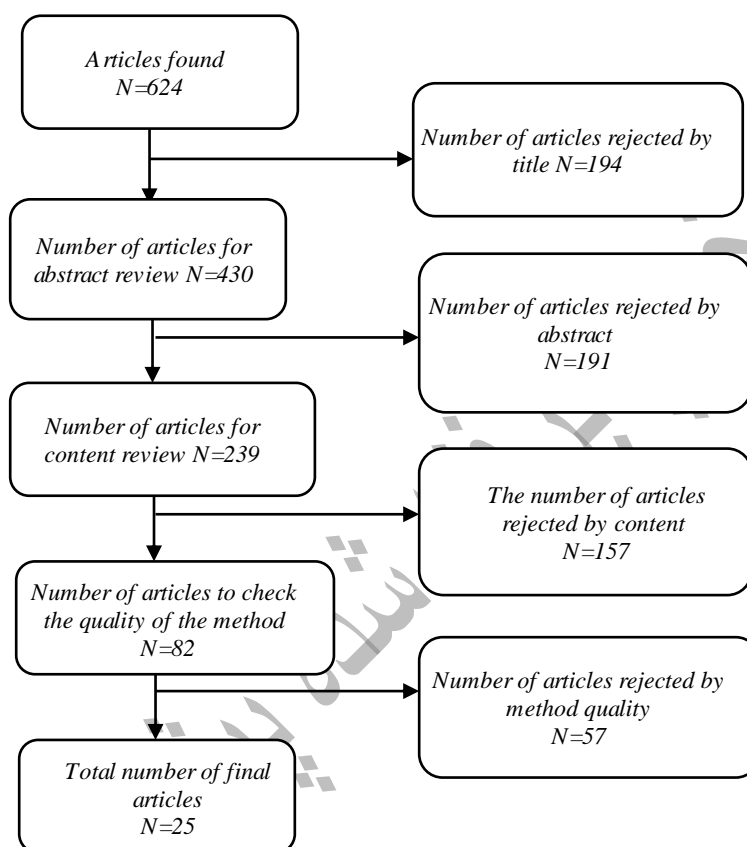 Articles found
N=624
Number of articles rejected by
title N=194
Number of articles for
abstract review N=430
Number of articles rejected by
abstract
N=191
Number of articles for
content review N=239
The number of articles
rejected by content
N=157
Number of articles to check
the quality of the method
N=82
Number of articles rejected by
method quality
N=57
Total number of final
articles
N=25